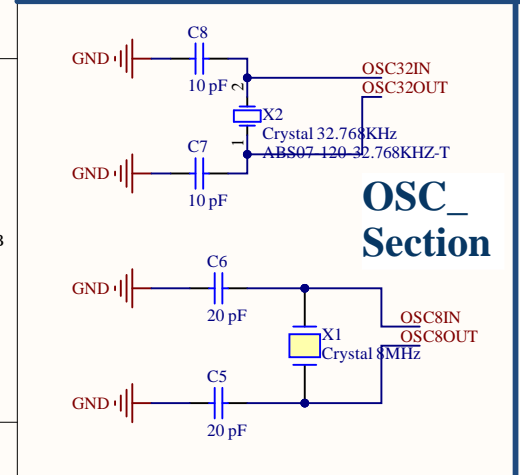 C8
GND
10 pF
2
OSC32IN
OSC32OUT
X2
Crystal 32.768KHz
1
ABS07-120-32.768KHZ-T
C7
GND
10 pF
OSC_
Section
B
C6
GND
20 pF
OSC8IN
OSC8OUT
X1
Crystal 8MHz
C5
GND
20 pF